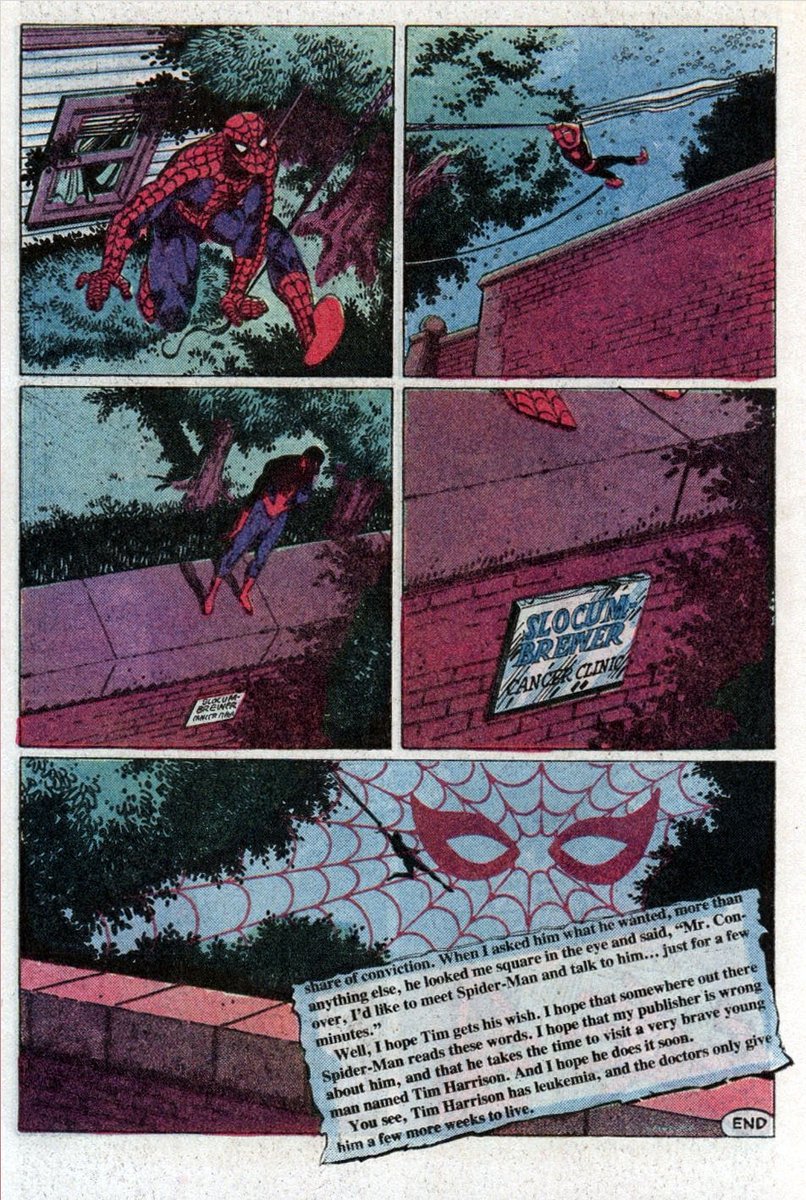 SLOCUM-
BREWER
CANCER CLINIC
SLOCUM-
BREWER
CANCER CLINIC
share of conviction. When I asked him what he wanted, more than
anything else, he looked me square in the eye and said, “Mr. Con-
over, I’d like to meet Spider-Man and talk to him... just for a few
minutes.”
Well, I hope Tim gets his wish. I hope that somewhere out there
Spider-Man reads these words. I hope that my publisher is wrong
about him, and that he takes the time to visit a very brave young
man named Tim Harrison. And I hope he does it soon.
You see, Tim Harrison has leukemia, and the doctors only give
him a few more weeks to live.
END